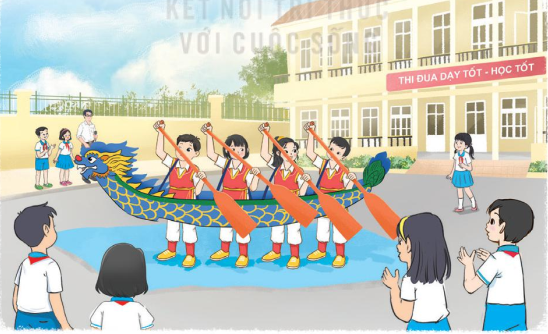 KẾT NỐI TRI THỨC
VỚI CUỘC SỐNG
THI ĐUA DẠY TỐT - HỌC TỐT